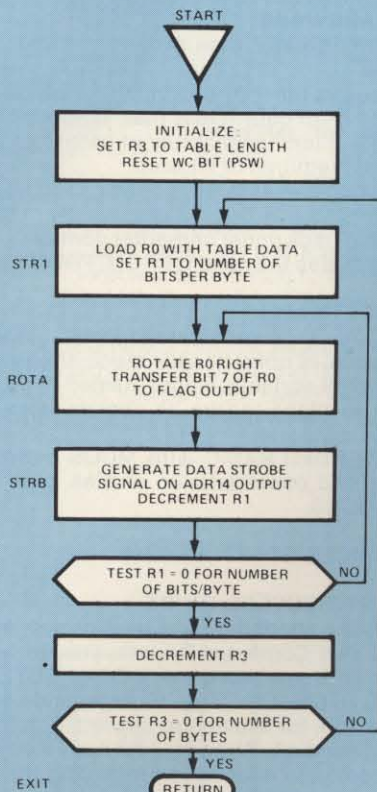 START
INITIALIZE:
SET R3 TO TABLE LENGTH
RESET WC BIT (PSW)
STR1
LOAD R0 WITH TABLE DATA
SET R1 TO NUMBER OF
BITS PER BYTE
ROTA
ROTATE R0 RIGHT
TRANSFER BIT 7 OF R0
TO FLAG OUTPUT
STRB
GENERATE DATA STROBE
SIGNAL ON ADR14 OUTPUT
DECREMENT R1
TEST R1 = 0 FOR NUMBER
OF BITS/BYTE
NO
YES
DECREMENT R3
TEST R3 = 0 FOR NUMBER
OF BYTES
NO
YES
EXIT
RETURN